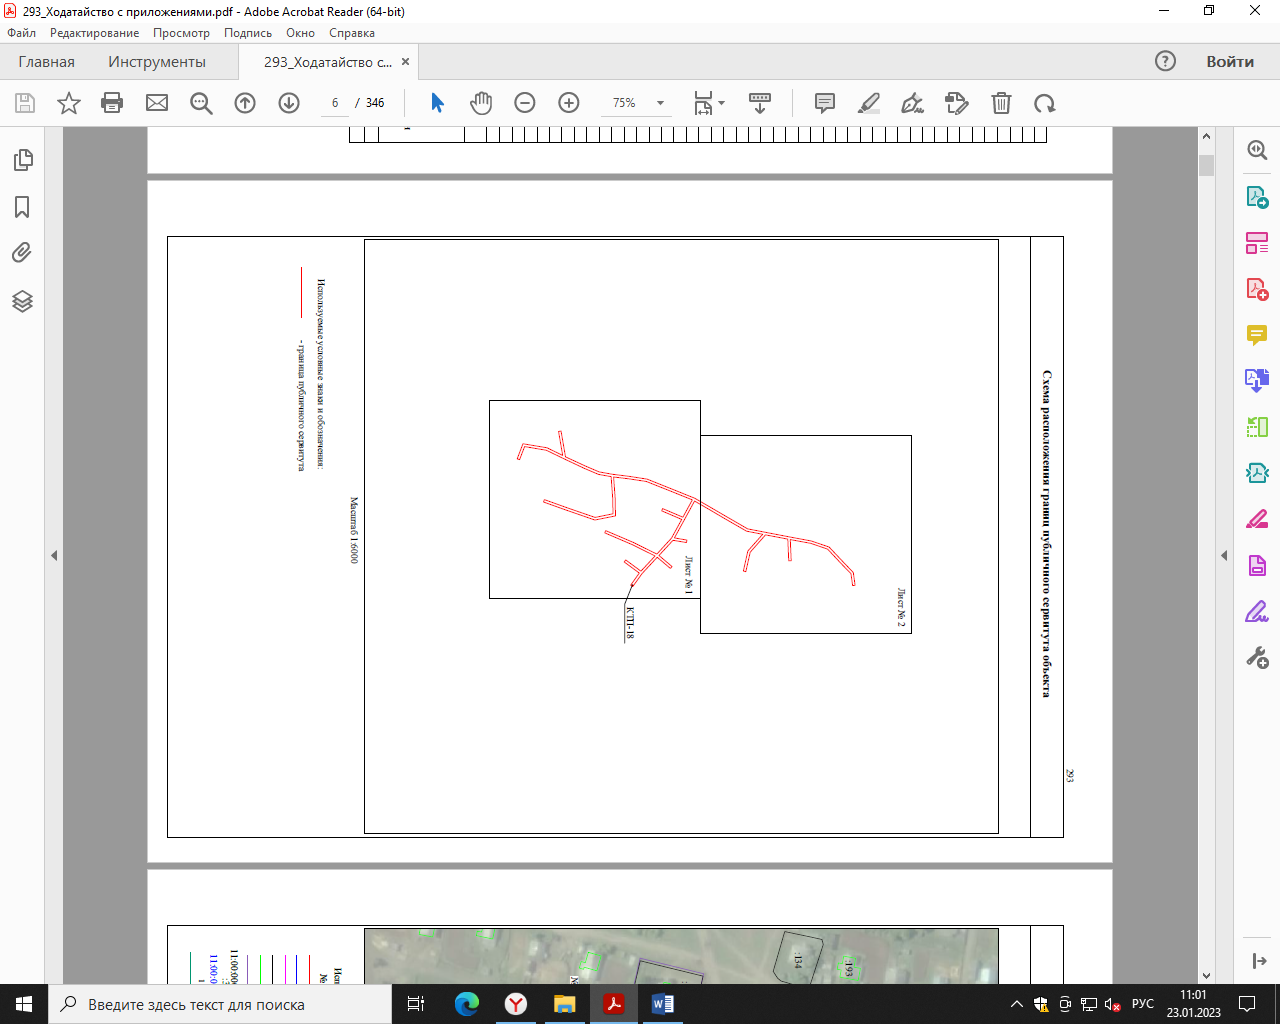 293_Ходатайство с приложениями.pdf - Adobe Acrobat Reader (64-bit)
Файл Редактирование Просмотр Подпись Окно Справка
Главная Инструменты 293_Ходатайство с... × Войти
6 / 346 75%
Схема расположения границ публичного сервитута объекта
293
Лист № 2
Лист № 1
КТП-18
Масштаб 1:6000
Используемые условные знаки и обозначения:
- граница публичного сервитута
:134
:193
Введите здесь текст для поиска
РУС
11:01
23.01.2023